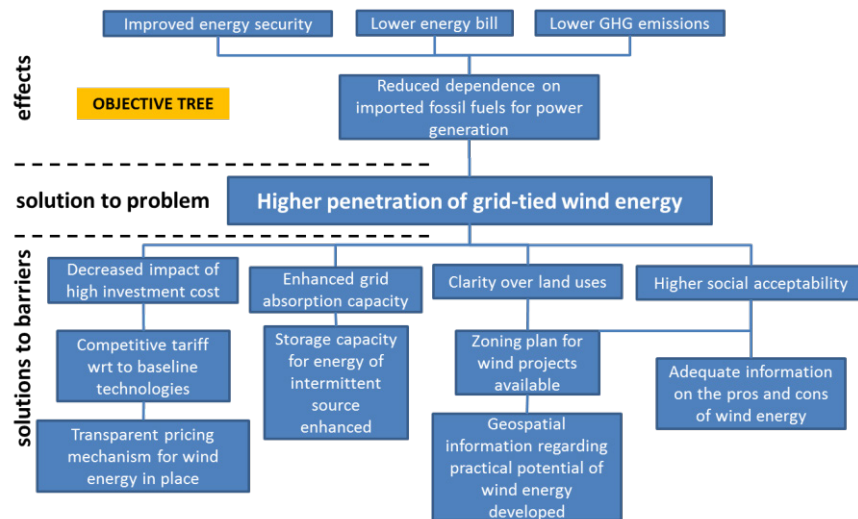 Improved energy security
Lower energy bill
Lower GHG emissions
effects
OBJECTIVE TREE
Reduced dependence on
imported fossil fuels for power
generation
solution to problem
Higher penetration of grid-tied wind energy
solutions to barriers
Decreased impact of
high investment cost
Enhanced grid
absorption capacity
Clarity over land uses
Higher social acceptability
Competitive tariff
wrt to baseline
technologies
Storage capacity
for energy of
intermittent
source enhanced
Zoning plan for
wind projects
available
Adequate information
on the pros and cons
of wind energy
Transparent pricing
mechanism for wind
energy in place
Geospatial
information regarding
practical potential of
wind energy
developed